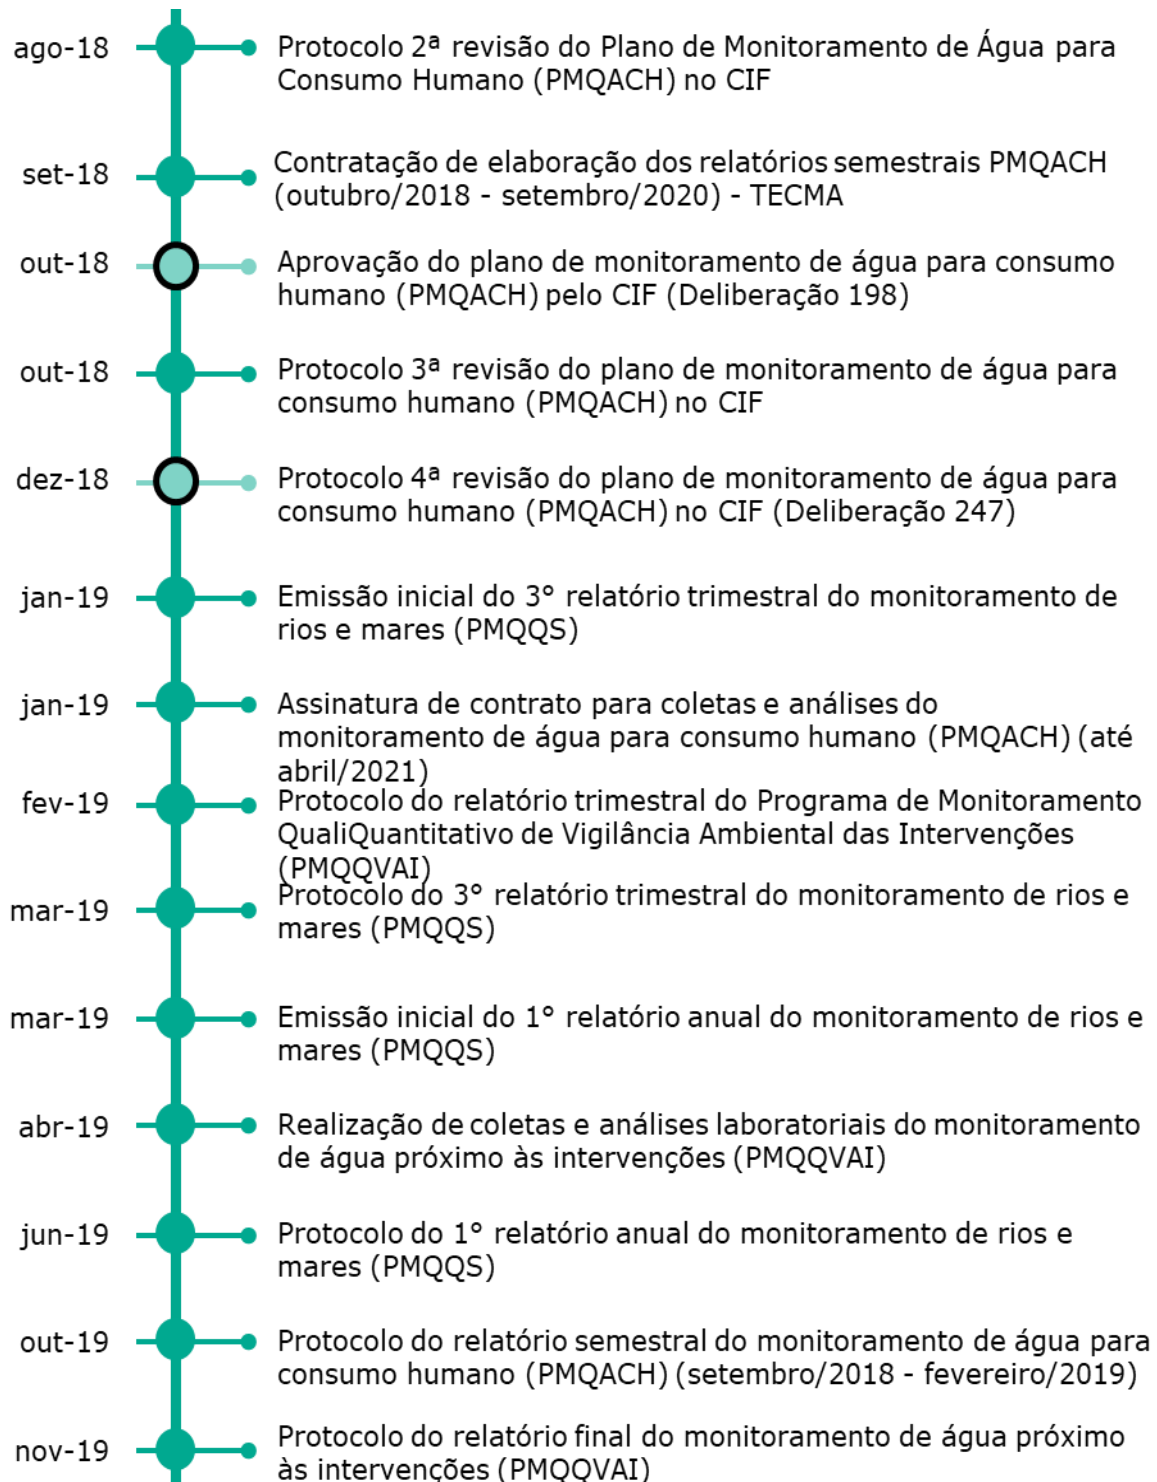 ago-18
Protocolo 2ª revisão do Plano de Monitoramento de Água para
Consumo Humano (PMQACH) no CIF
set-18
Contratação de elaboração dos relatórios semestrais PMQACH
(outubro/2018 - setembro/2020) - TECMA
out-18
Aprovação do plano de monitoramento de água para consumo
humano (PMQACH) pelo CIF (Deliberação 198)
out-18
Protocolo 3ª revisão do plano de monitoramento de água para
consumo humano (PMQACH) no CIF
dez-18
Protocolo 4ª revisão do plano de monitoramento de água para
consumo humano (PMQACH) no CIF (Deliberação 247)
jan-19
Emissão inicial do 3° relatório trimestral do monitoramento de
rios e mares (PMQQS)
jan-19
Assinatura de contrato para coletas e análises do
monitoramento de água para consumo humano (PMQACH) (até
abril/2021)
fev-19
Protocolo do relatório trimestral do Programa de Monitoramento
QualiQuantitativo de Vigilância Ambiental das Intervenções
(PMQQVAI)
mar-19
Protocolo do 3° relatório trimestral do monitoramento de rios e
mares (PMQQS)
mar-19
Emissão inicial do 1° relatório anual do monitoramento de rios e
mares (PMQQS)
abr-19
Realização de coletas e análises laboratoriais do monitoramento
de água próximo às intervenções (PMQQVAI)
jun-19
Protocolo do 1° relatório anual do monitoramento de rios e
mares (PMQQS)
out-19
Protocolo do relatório semestral do monitoramento de água para
consumo humano (PMQACH) (setembro/2018 - fevereiro/2019)
nov-19
Protocolo do relatório final do monitoramento de água próximo
às intervenções (PMQQVAI)